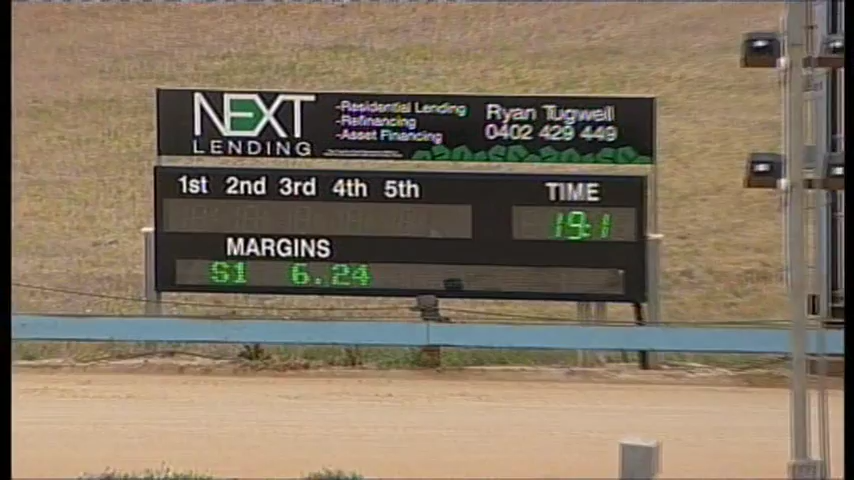 NEXT
LENDING
-Residential Lending
-Refinancing
-Asset Financing
Ryan Tugwell
0402 429 449
1st 2nd 3rd 4th 5th
TIME
19:1
MARGINS
S1 6.24